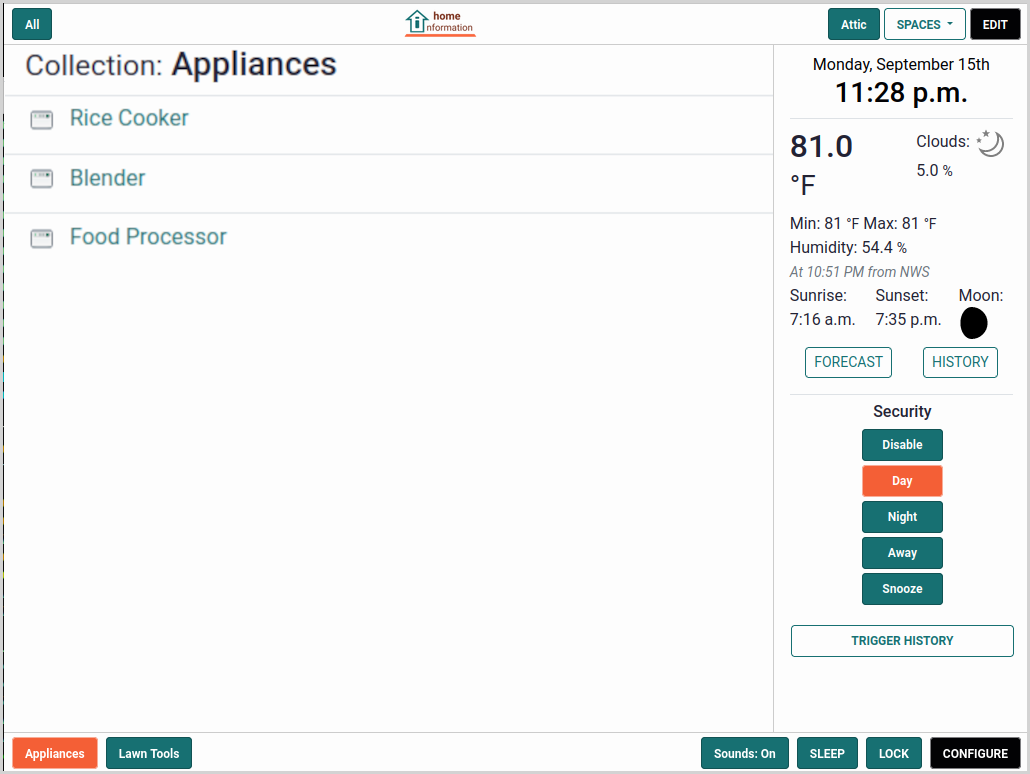 All
home
nformation
Attic
SPACES
EDIT
Collection: Appliances
Rice Cooker
Blender
Food Processor
Monday, September 15th
11:28 p.m.
81.0
°F
Clouds:
5.0 %
Min: 81 °F Max: 81 °F
Humidity: 54.4 %
At 10:51 PM from NWS
Sunrise: Sunset: Moon:
7:16 a.m. 7:35 p.m.
FORECAST HISTORY
Security
Disable
Day
Night
Away
Snooze
TRIGGER HISTORY
Appliances
Lawn Tools
Sounds: On
SLEEP
LOCK
CONFIGURE